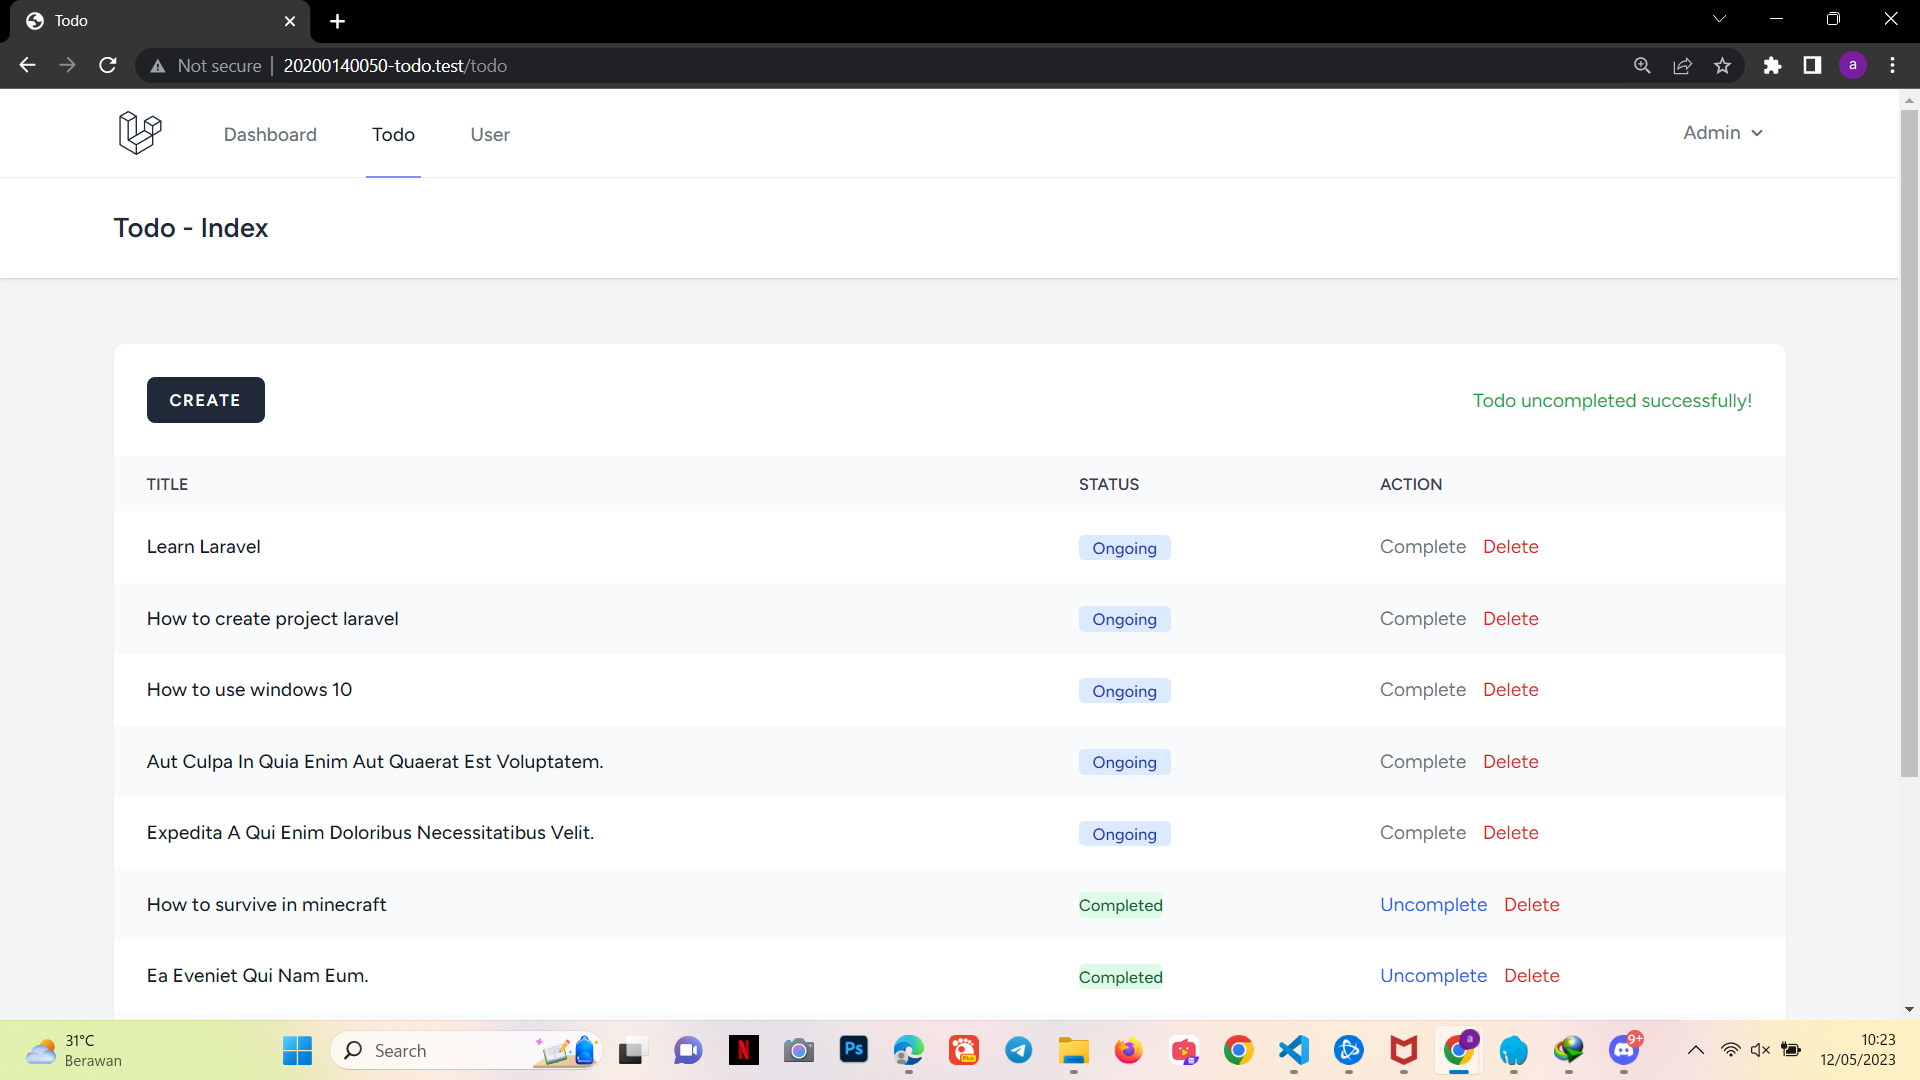 Todo
Not secure 20200140050-todo.test/todo
a
Dashboard Todo User Admin
Todo - Index
CREATE Todo uncompleted successfully!
TITLE STATUS ACTION
Learn Laravel Ongoing Complete Delete
How to create project laravel Ongoing Complete Delete
How to use windows 10 Ongoing Complete Delete
Aut Culpa In Quia Enim Aut Quaerat Est Voluptatem. Ongoing Complete Delete
Expedita A Qui Enim Doloribus Necessitatibus Velit. Ongoing Complete Delete
How to survive in minecraft Completed Uncomplete Delete
Ea Eveniet Qui Nam Eum. Completed Uncomplete Delete
31°C
Berawan
Search
N
Ps
Plus
a
9+
10:23
12/05/2023